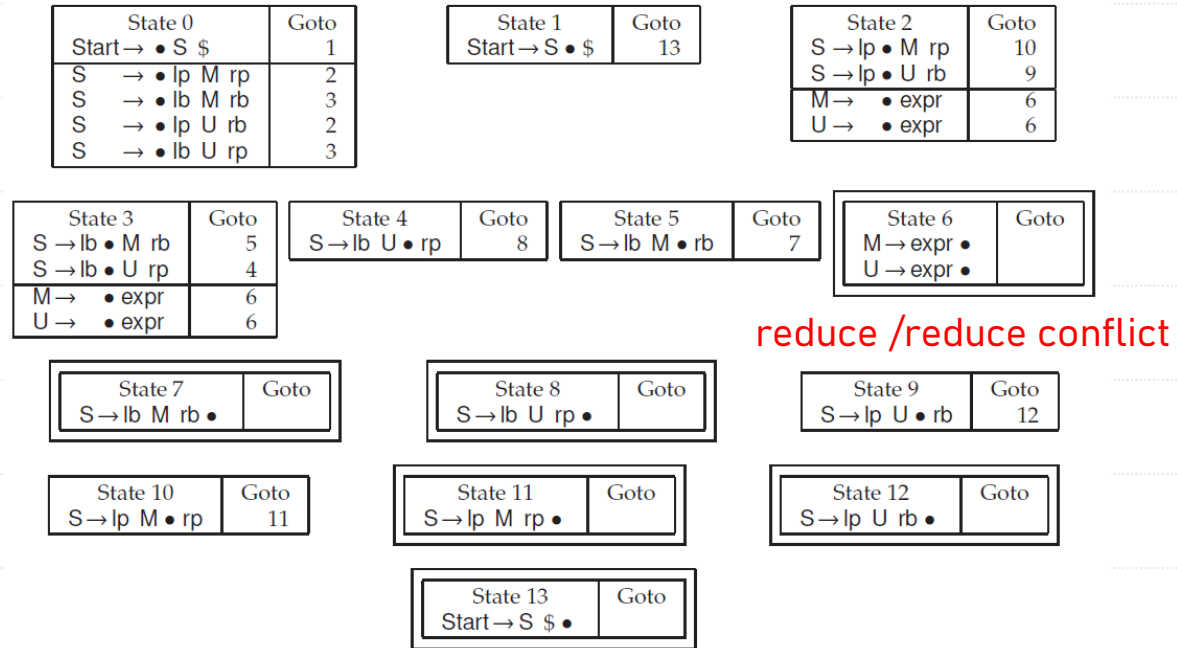 State 0 Goto
Start → • S $ 1
S → • lp M rp 2
S → • lb M rb 3
S → • lp U rb 2
S → • lb U rp 3
State 1 Goto
Start → S • $ 13
State 2 Goto
S → lp • M rp 10
S → lp • U rb 9
M → • expr 6
U → • expr 6
State 3 Goto
S → lb • M rb 5
S → lb • U rp 4
M → • expr 6
U → • expr 6
State 4 Goto
S → lb U • rp 8
State 5 Goto
S → lb M • rb 7
State 6 Goto
M → expr •
U → expr •
reduce /reduce conflict
State 7 Goto
S → lb M rb •
State 8 Goto
S → lb U rp •
State 9 Goto
S → lp U • rb 12
State 10 Goto
S → lp M • rp 11
State 11 Goto
S → lp M rp •
State 12 Goto
S → lp U rb •
State 13 Goto
Start → S $ •